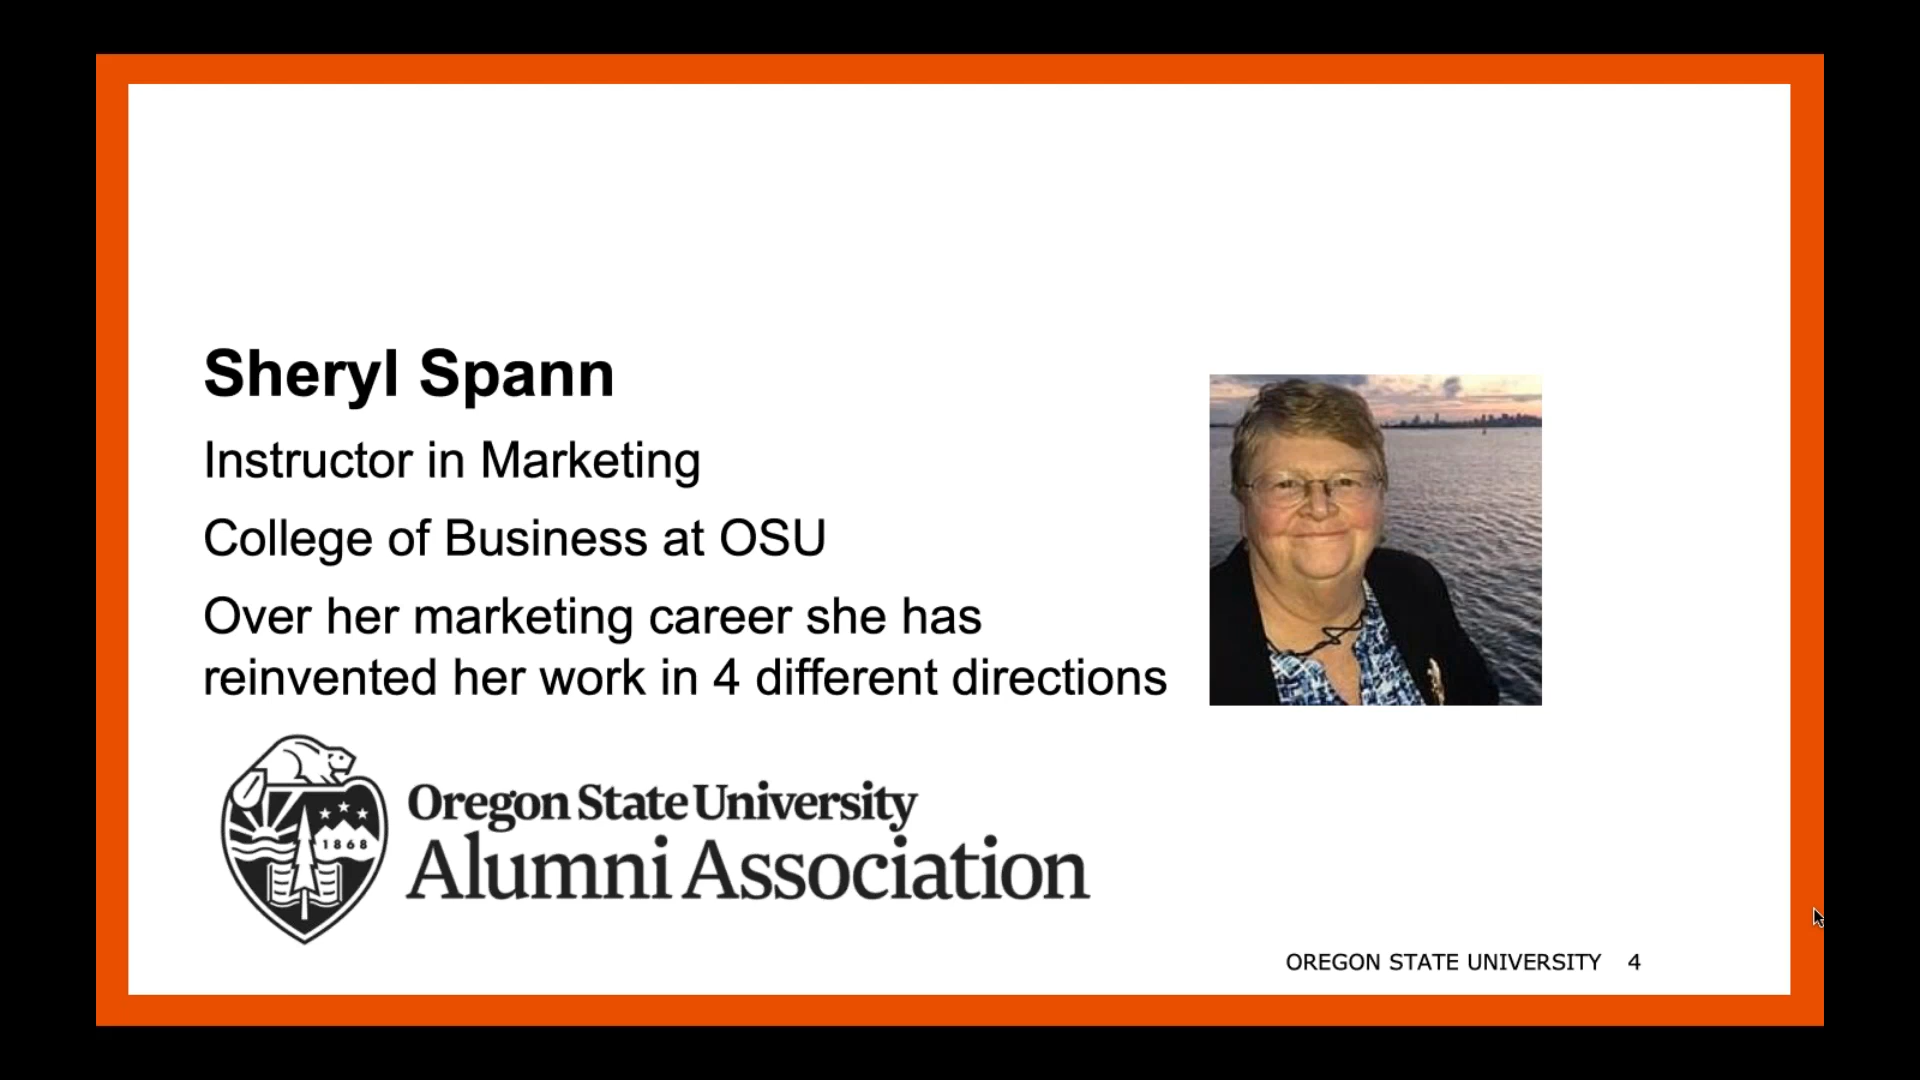 Sheryl Spann
Instructor in Marketing
College of Business at OSU
Over her marketing career she has
reinvented her work in 4 different directions
1868
Oregon State University
Alumni Association
OREGON STATE UNIVERSITY 4